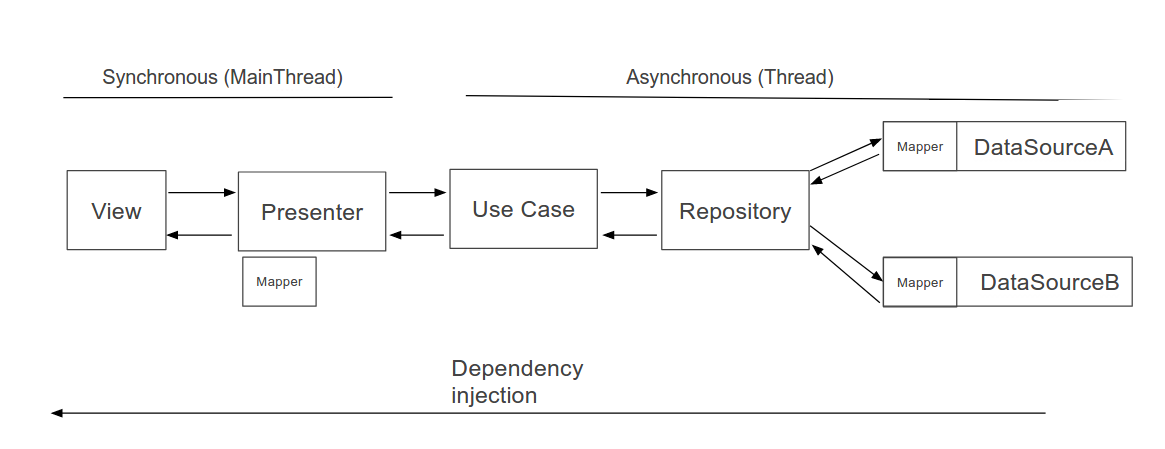 Synchronous (MainThread)
Asynchronous (Thread)
View
Presenter
Mapper
Use Case
Repository
Mapper
DataSourceA
Mapper
DataSourceB
Dependency
injection